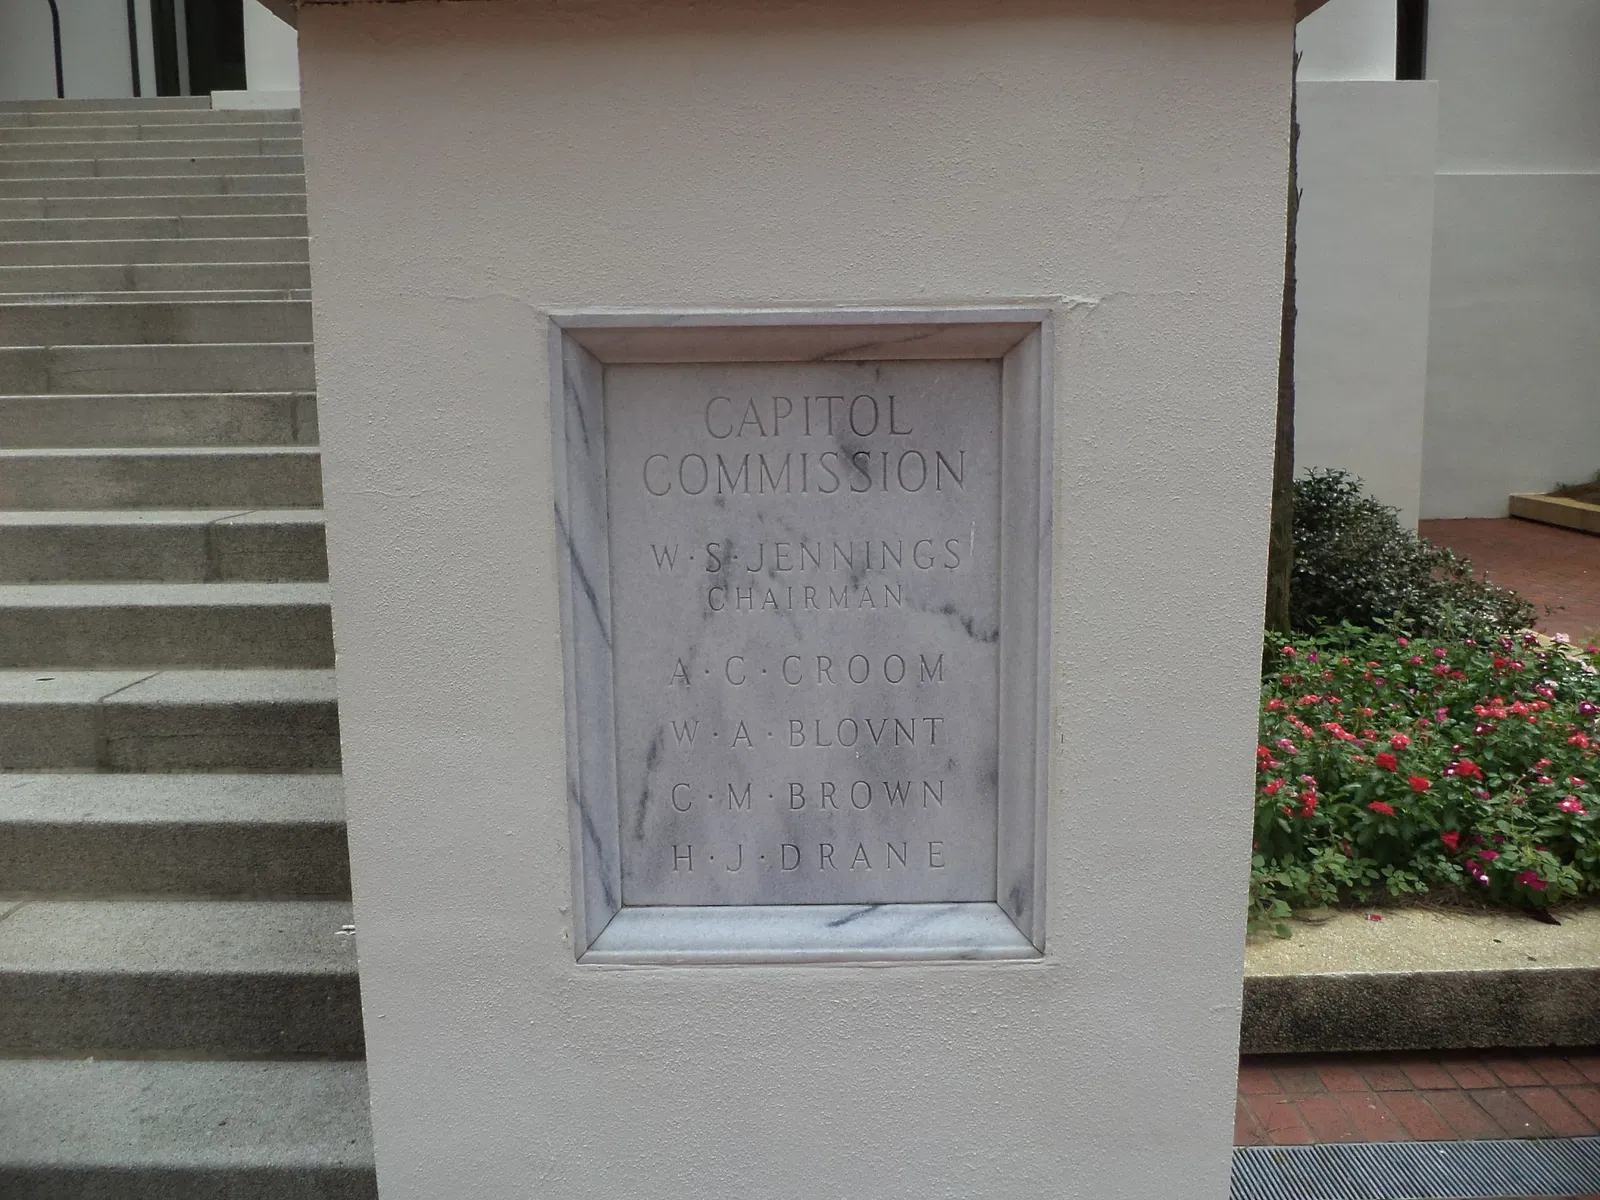 CAPITOL
COMMISSION
W·S·JENNINGS
CHAIRMAN
A·C·CROOM
W·A·BLOVNT
C·M·BROWN
H·J·DRANE